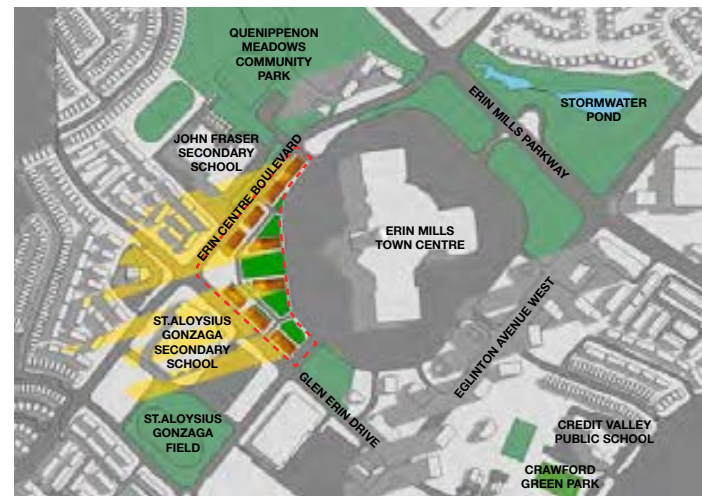 QUENIPPENON
MEADOWS
COMMUNITY
PARK
ERIN MILLS PARKWAY
STORMWATER
POND
JOHN FRASER
SECONDARY
SCHOOL
ERIN CENTRE BOULEVARD
ERIN MILLS
TOWN CENTRE
ST.ALOYSIUS
GONZAGA
SECONDARY
SCHOOL
EGLINTON AVENUE WEST
GLEN ERIN DRIVE
ST.ALOYSIUS
GONZAGA
FIELD
CREDIT VALLEY
PUBLIC SCHOOL
CRAWFORD
GREEN PARK